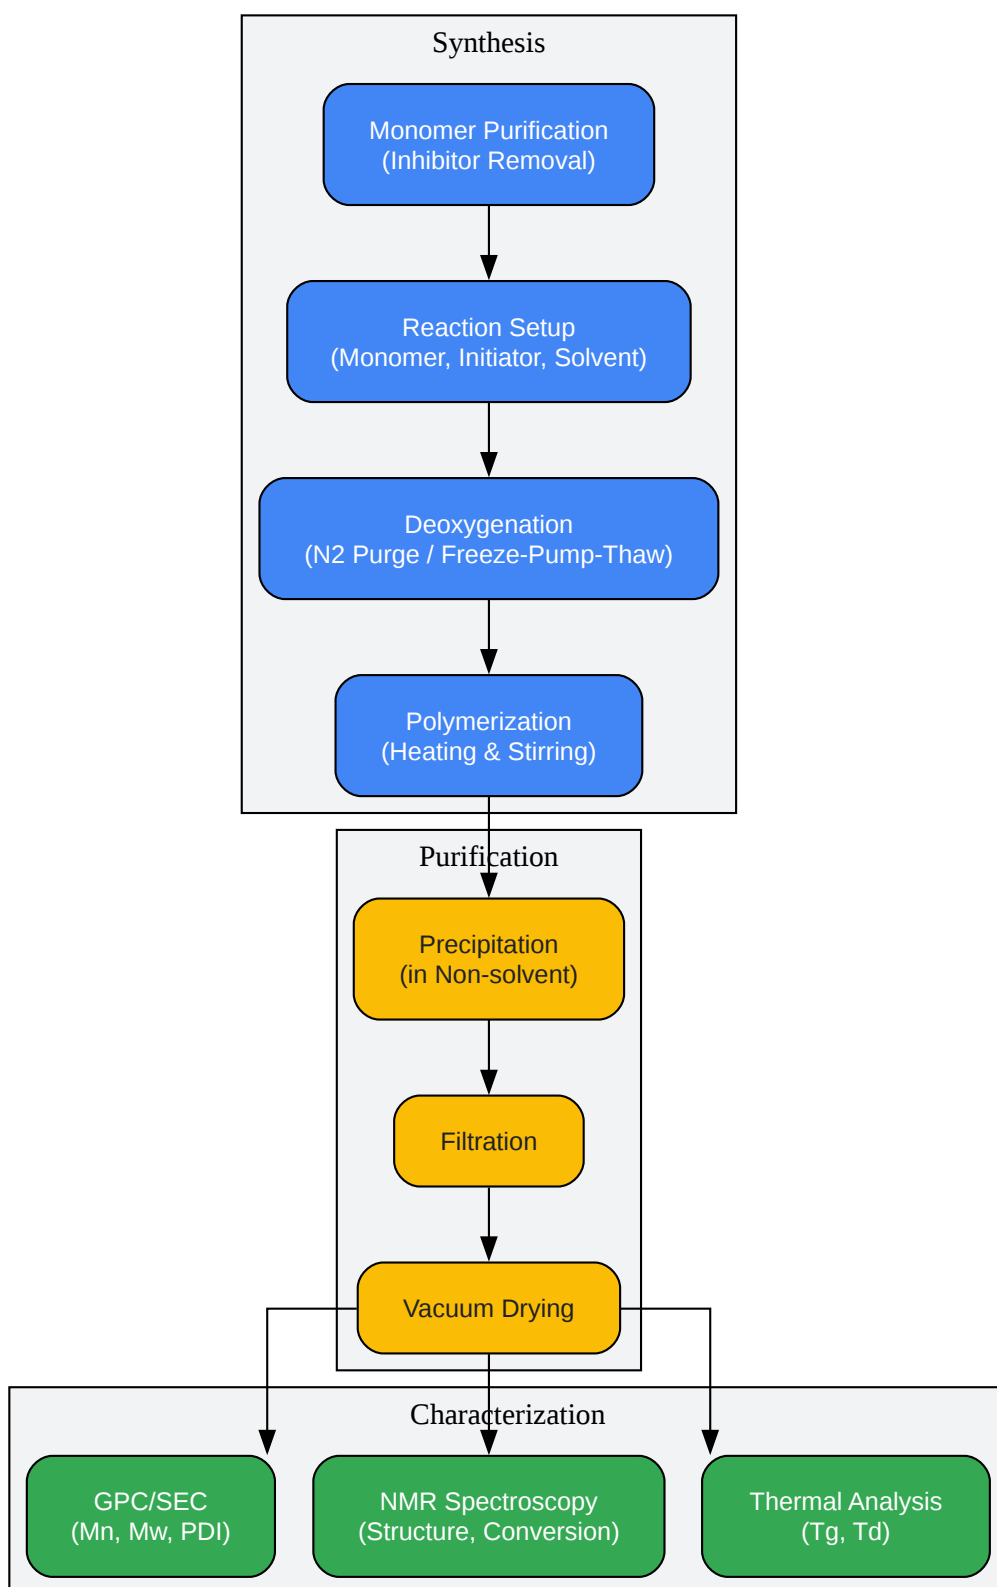 Synthesis
Monomer Purification
(Inhibitor Removal)
Reaction Setup
(Monomer, Initiator, Solvent)
Deoxygenation
(N2 Purge / Freeze-Pump-Thaw)
Polymerization
(Heating & Stirring)
Purification
Precipitation
(in Non-solvent)
Filtration
Vacuum Drying
Characterization
GPC/SEC
(Mn, Mw, PDI)
NMR Spectroscopy
(Structure, Conversion)
Thermal Analysis
(Tg, Td)